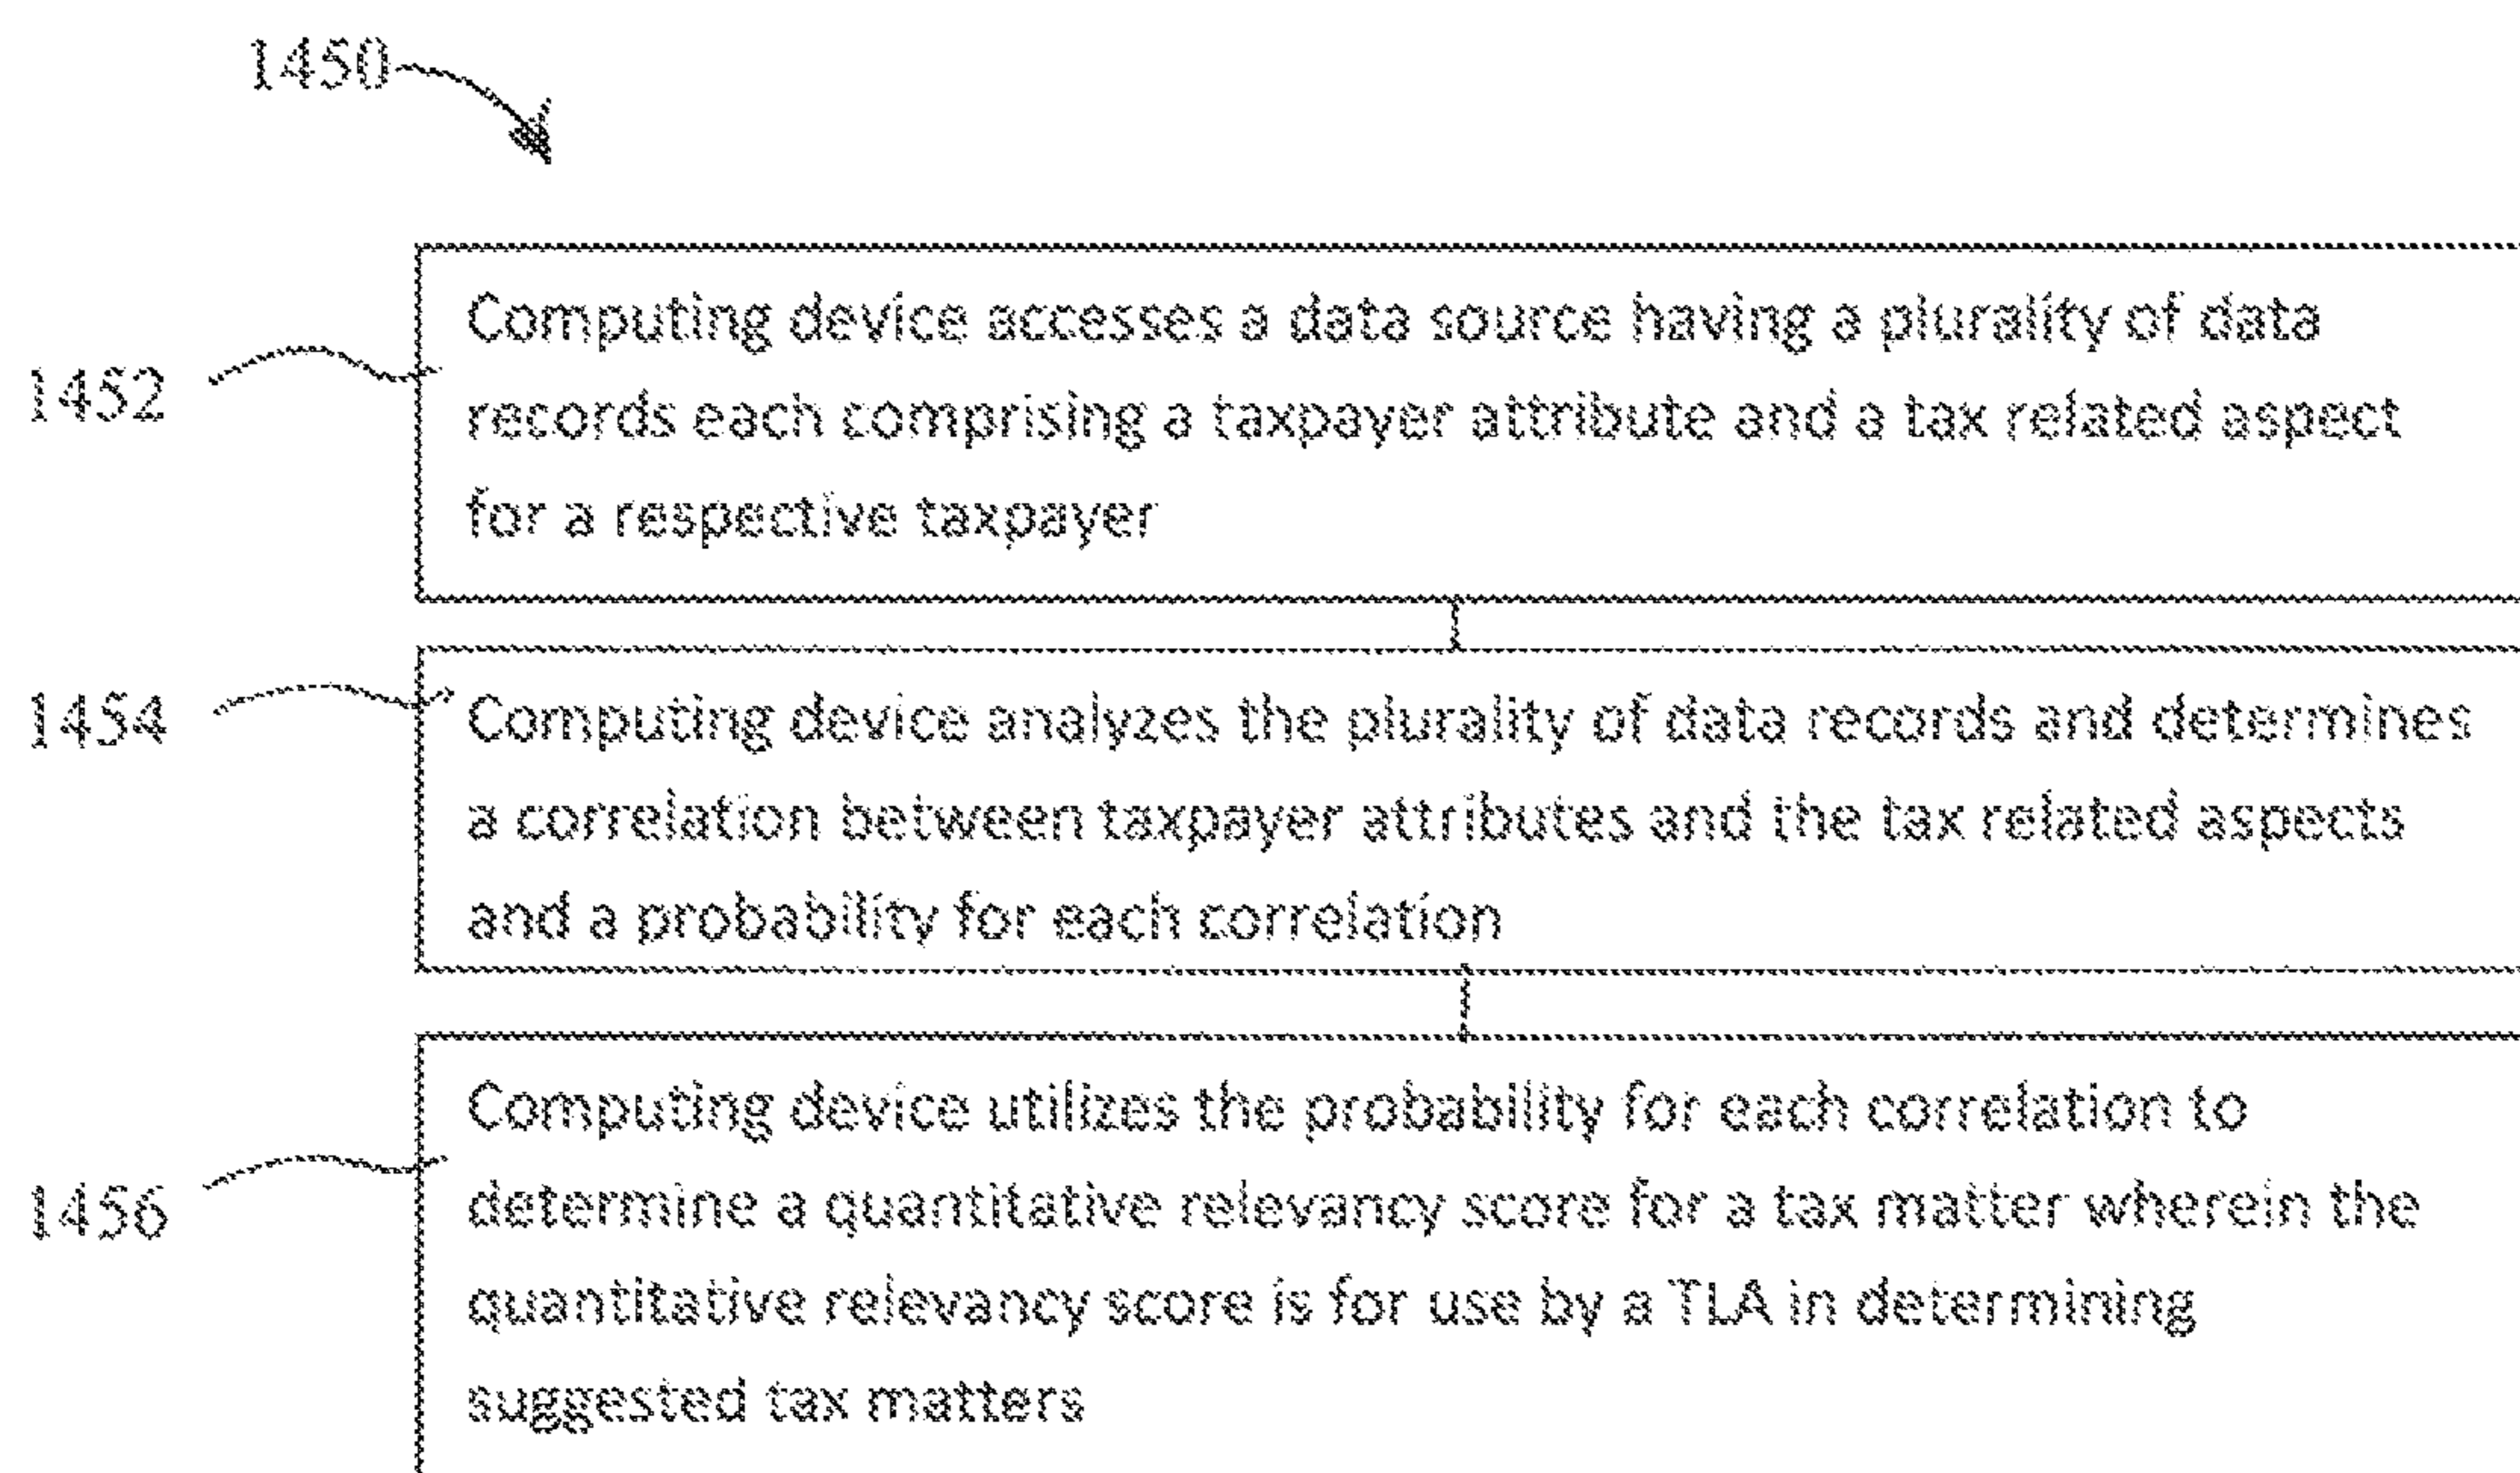 1450
1452
Computing device accesses a data source having a plurality of data
records each comprising a taxpayer attribute and a tax related aspect
for a respective taxpayer
1454
Computing device analyzes the plurality of data records and determines
a correlation between taxpayer attributes and the tax related aspects
and a probability for each correlation
1456
Computing device utilizes the probability for each correlation to
determine a quantitative relevancy score for a tax matter wherein the
quantitative relevancy score is for use by a TLA in determining
suggested tax matters